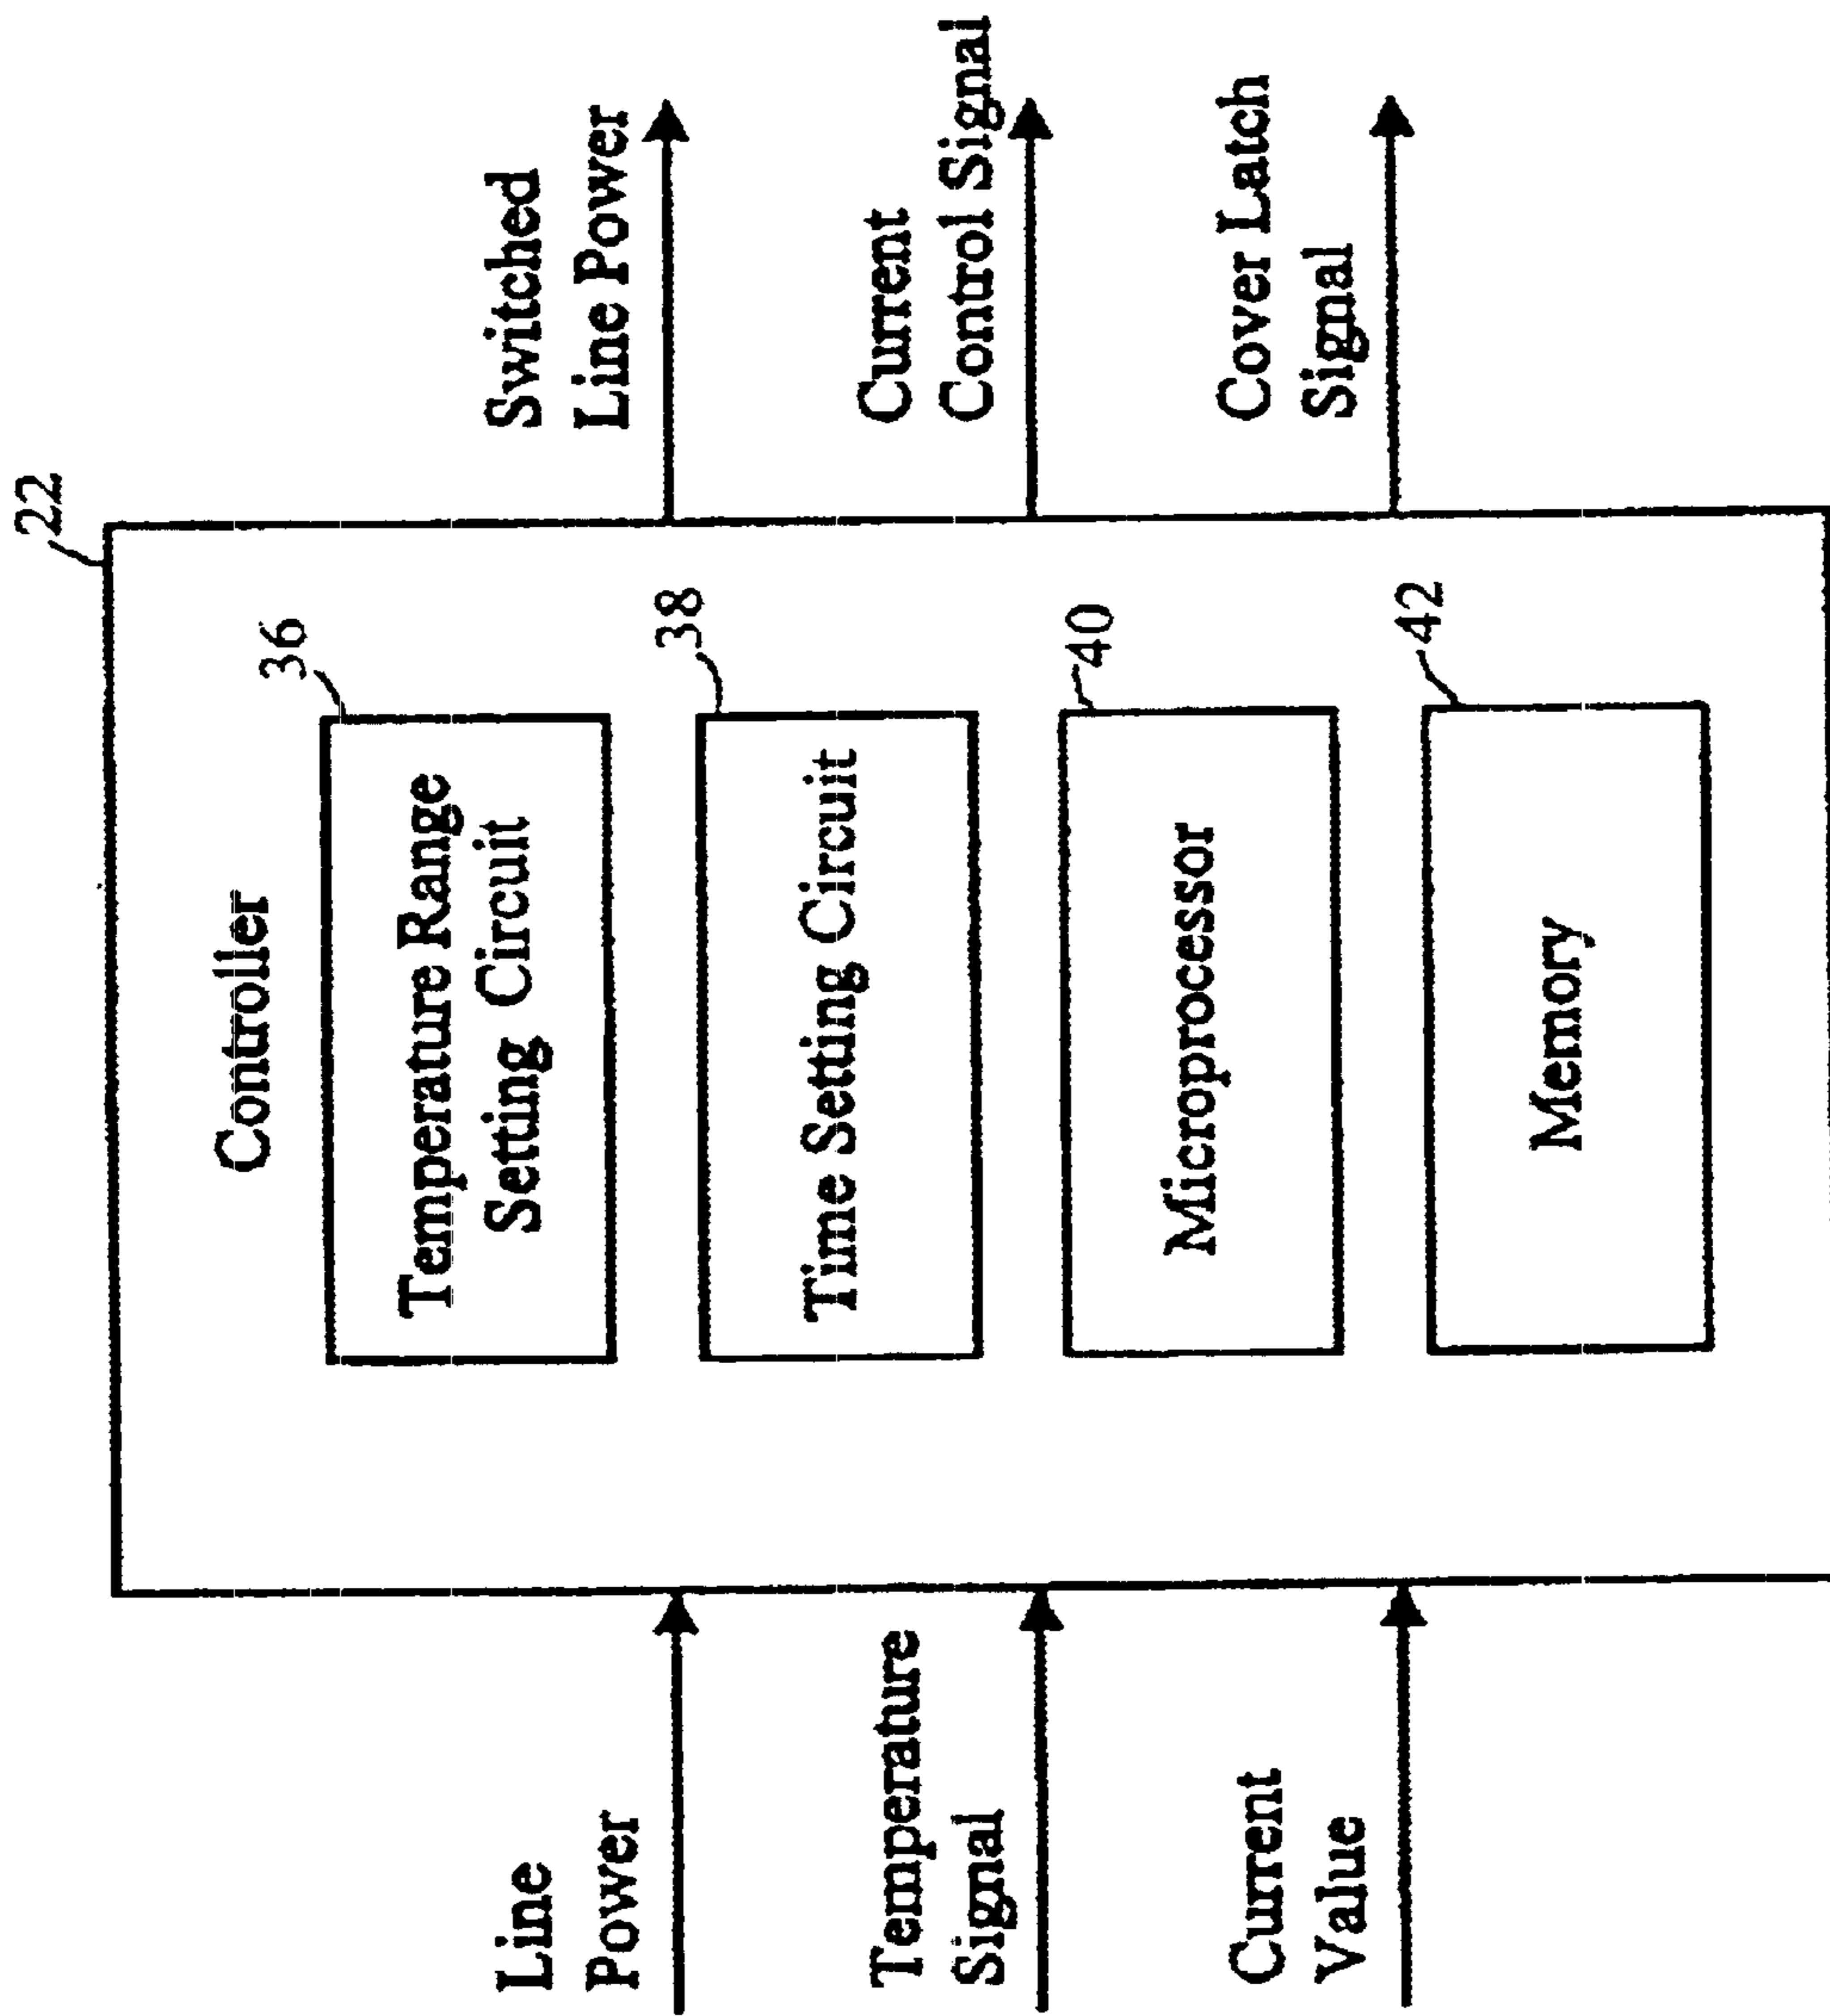 22
Controller
Line
Power
Temperature
Signal
Current
Value
36
Temperature Range
Setting Circuit
38
Time Setting Circuit
40
Microprocessor
42
Memory
Switched
Line Power
Current
Control Signal
Cover Latch
Signal